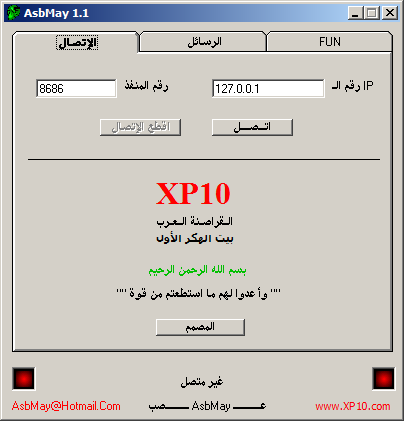 AsbMay 1.1
الإتصال	الرسائل	FUN
IP رقم الـ 127.0.0.1 رقم المنفذ 8686
اتـصـــل	اقطع الإتصال
XP10
القراصنة العرب
بيت الهكر الأول
بسم الله الرحمن الرحيم
"" وأعدوا لهم ما استطعتم من قوة ""
المصمم
غير متصل
AsbMay@Hotmail.Com	عـــــــ AsbMay ـــــــصب	www.XP10.com